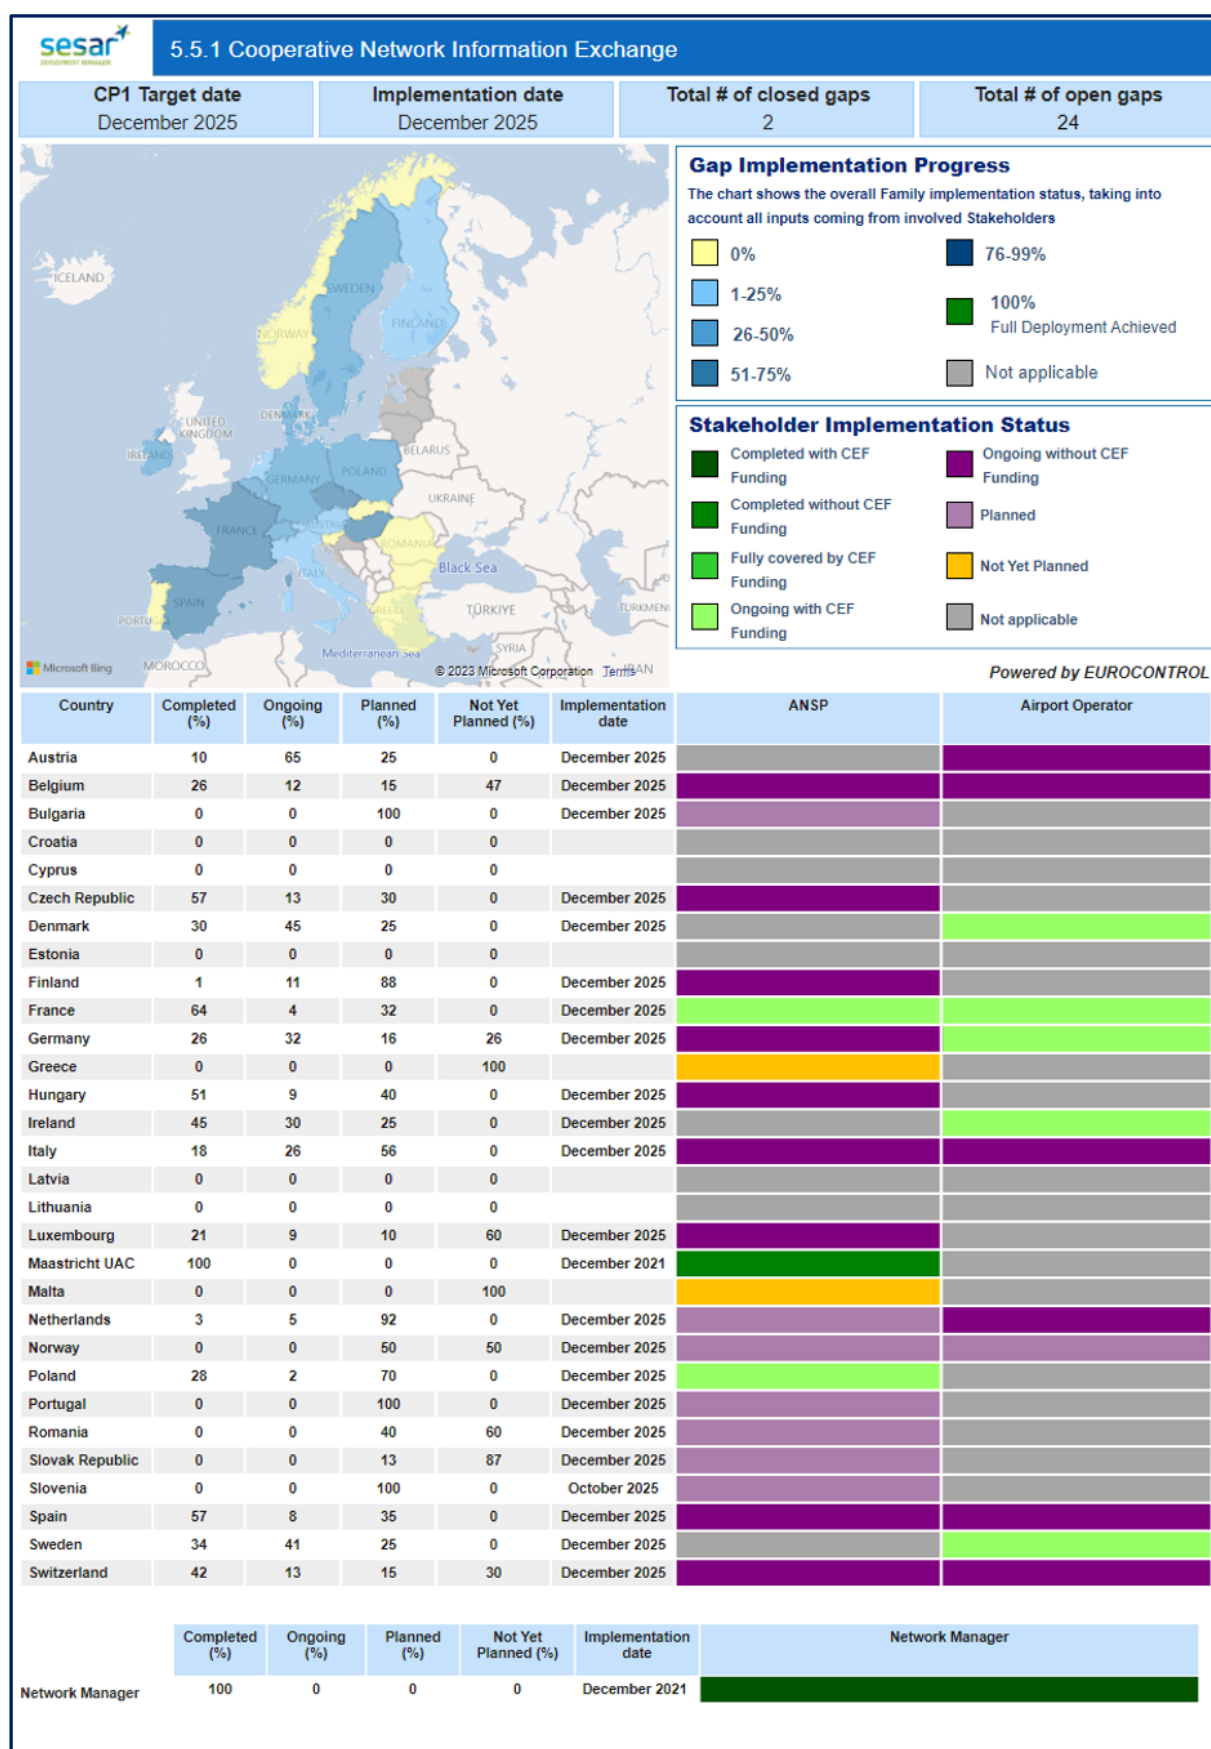 sesar
DEPLOYMENT MANAGER
5.5.1 Cooperative Network Information Exchange
CP1 Target date
December 2025
Implementation date
December 2025
Total # of closed gaps
2
Total # of open gaps
24
ICELAND
SWEDEN
FINLAND
NORWAY
DENMARK
UNITED
KINGDOM
IRELAND
BELARUS
POLAND
GERMANY
UKRAINE
FRANCE
AUSTRIA
ROMANIA
ITALY
Black Sea
SPAIN
PORTUGAL
GREECE
TÜRKIYE
TURKMEN
SYRIA
Mediterranean Sea
MOROCCO
Microsoft Bing
© 2023 Microsoft Corporation Terms
IRAN
Gap Implementation Progress
The chart shows the overall Family implementation status, taking into
account all inputs coming from involved Stakeholders
0%
1-25%
26-50%
51-75%
76-99%
100%
Full Deployment Achieved
Not applicable
Stakeholder Implementation Status
Completed with CEF
Funding
Completed without CEF
Funding
Fully covered by CEF
Funding
Ongoing with CEF
Funding
Ongoing without CEF
Funding
Planned
Not Yet Planned
Not applicable
Powered by EUROCONTROL
Country Completed (%) Ongoing (%) Planned (%) Not Yet Planned (%) Implementation date ANSP Airport Operator
Austria 10 65 25 0 December 2025
Belgium 26 12 15 47 December 2025
Bulgaria 0 0 100 0 December 2025
Croatia 0 0 0 0
Cyprus 0 0 0 0
Czech Republic 57 13 30 0 December 2025
Denmark 30 45 25 0 December 2025
Estonia 0 0 0 0
Finland 1 11 88 0 December 2025
France 64 4 32 0 December 2025
Germany 26 32 16 26 December 2025
Greece 0 0 0 100
Hungary 51 9 40 0 December 2025
Ireland 45 30 25 0 December 2025
Italy 18 26 56 0 December 2025
Latvia 0 0 0 0
Lithuania 0 0 0 0
Luxembourg 21 9 10 60 December 2025
Maastricht UAC 100 0 0 0 December 2021
Malta 0 0 0 100
Netherlands 3 5 92 0 December 2025
Norway 0 0 50 50 December 2025
Poland 28 2 70 0 December 2025
Portugal 0 0 100 0 December 2025
Romania 0 0 40 60 December 2025
Slovak Republic 0 0 13 87 December 2025
Slovenia 0 0 100 0 October 2025
Spain 57 8 35 0 December 2025
Sweden 34 41 25 0 December 2025
Switzerland 42 13 15 30 December 2025
Completed (%) Ongoing (%) Planned (%) Not Yet Planned (%) Implementation date Network Manager
Network Manager 100 0 0 0 December 2021